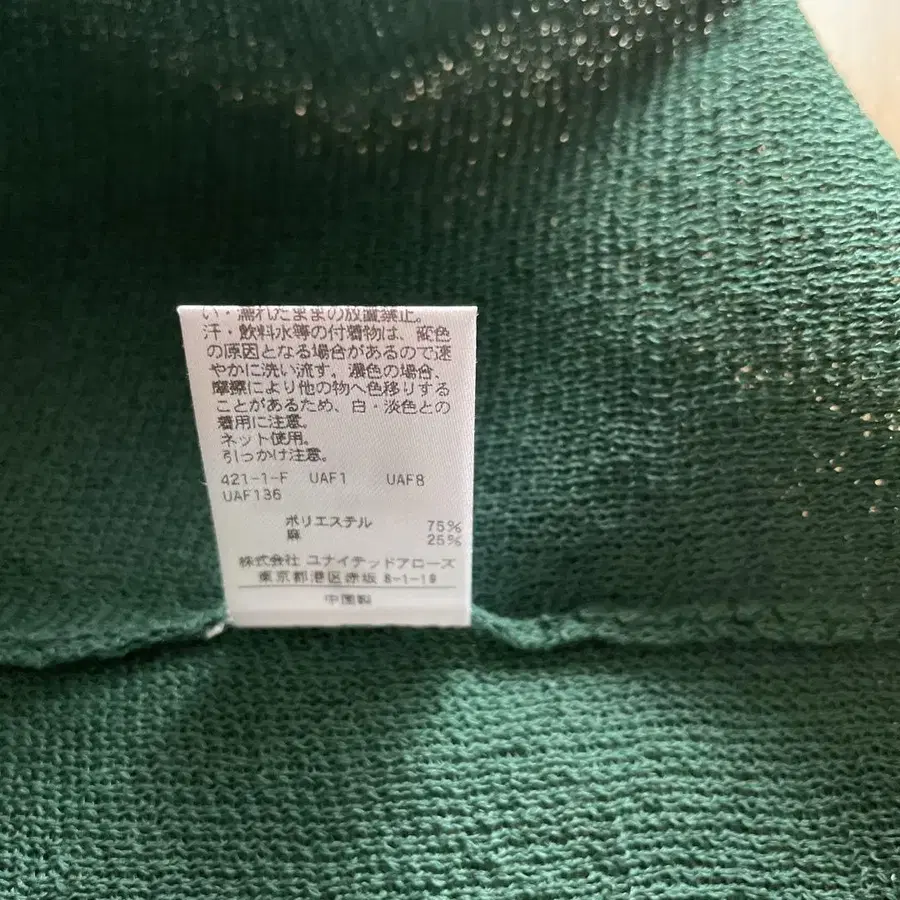 い・濡れたままの放置禁止。
汗・飲料水等の付着物は、変色
の原因となる場合があるので速
やかに洗い流す。濃色の場合、
摩擦により他の物へ色移りする
ことがあるため、白・淡色との
着用に注意。
ネット使用。
引っかけ注意。
421-1-F UAF1 UAF8
UAF136
ポリエステル 75%
麻 25%
株式会社 ユナイテッドアローズ
東京都港区赤坂 8-1-19
中国製